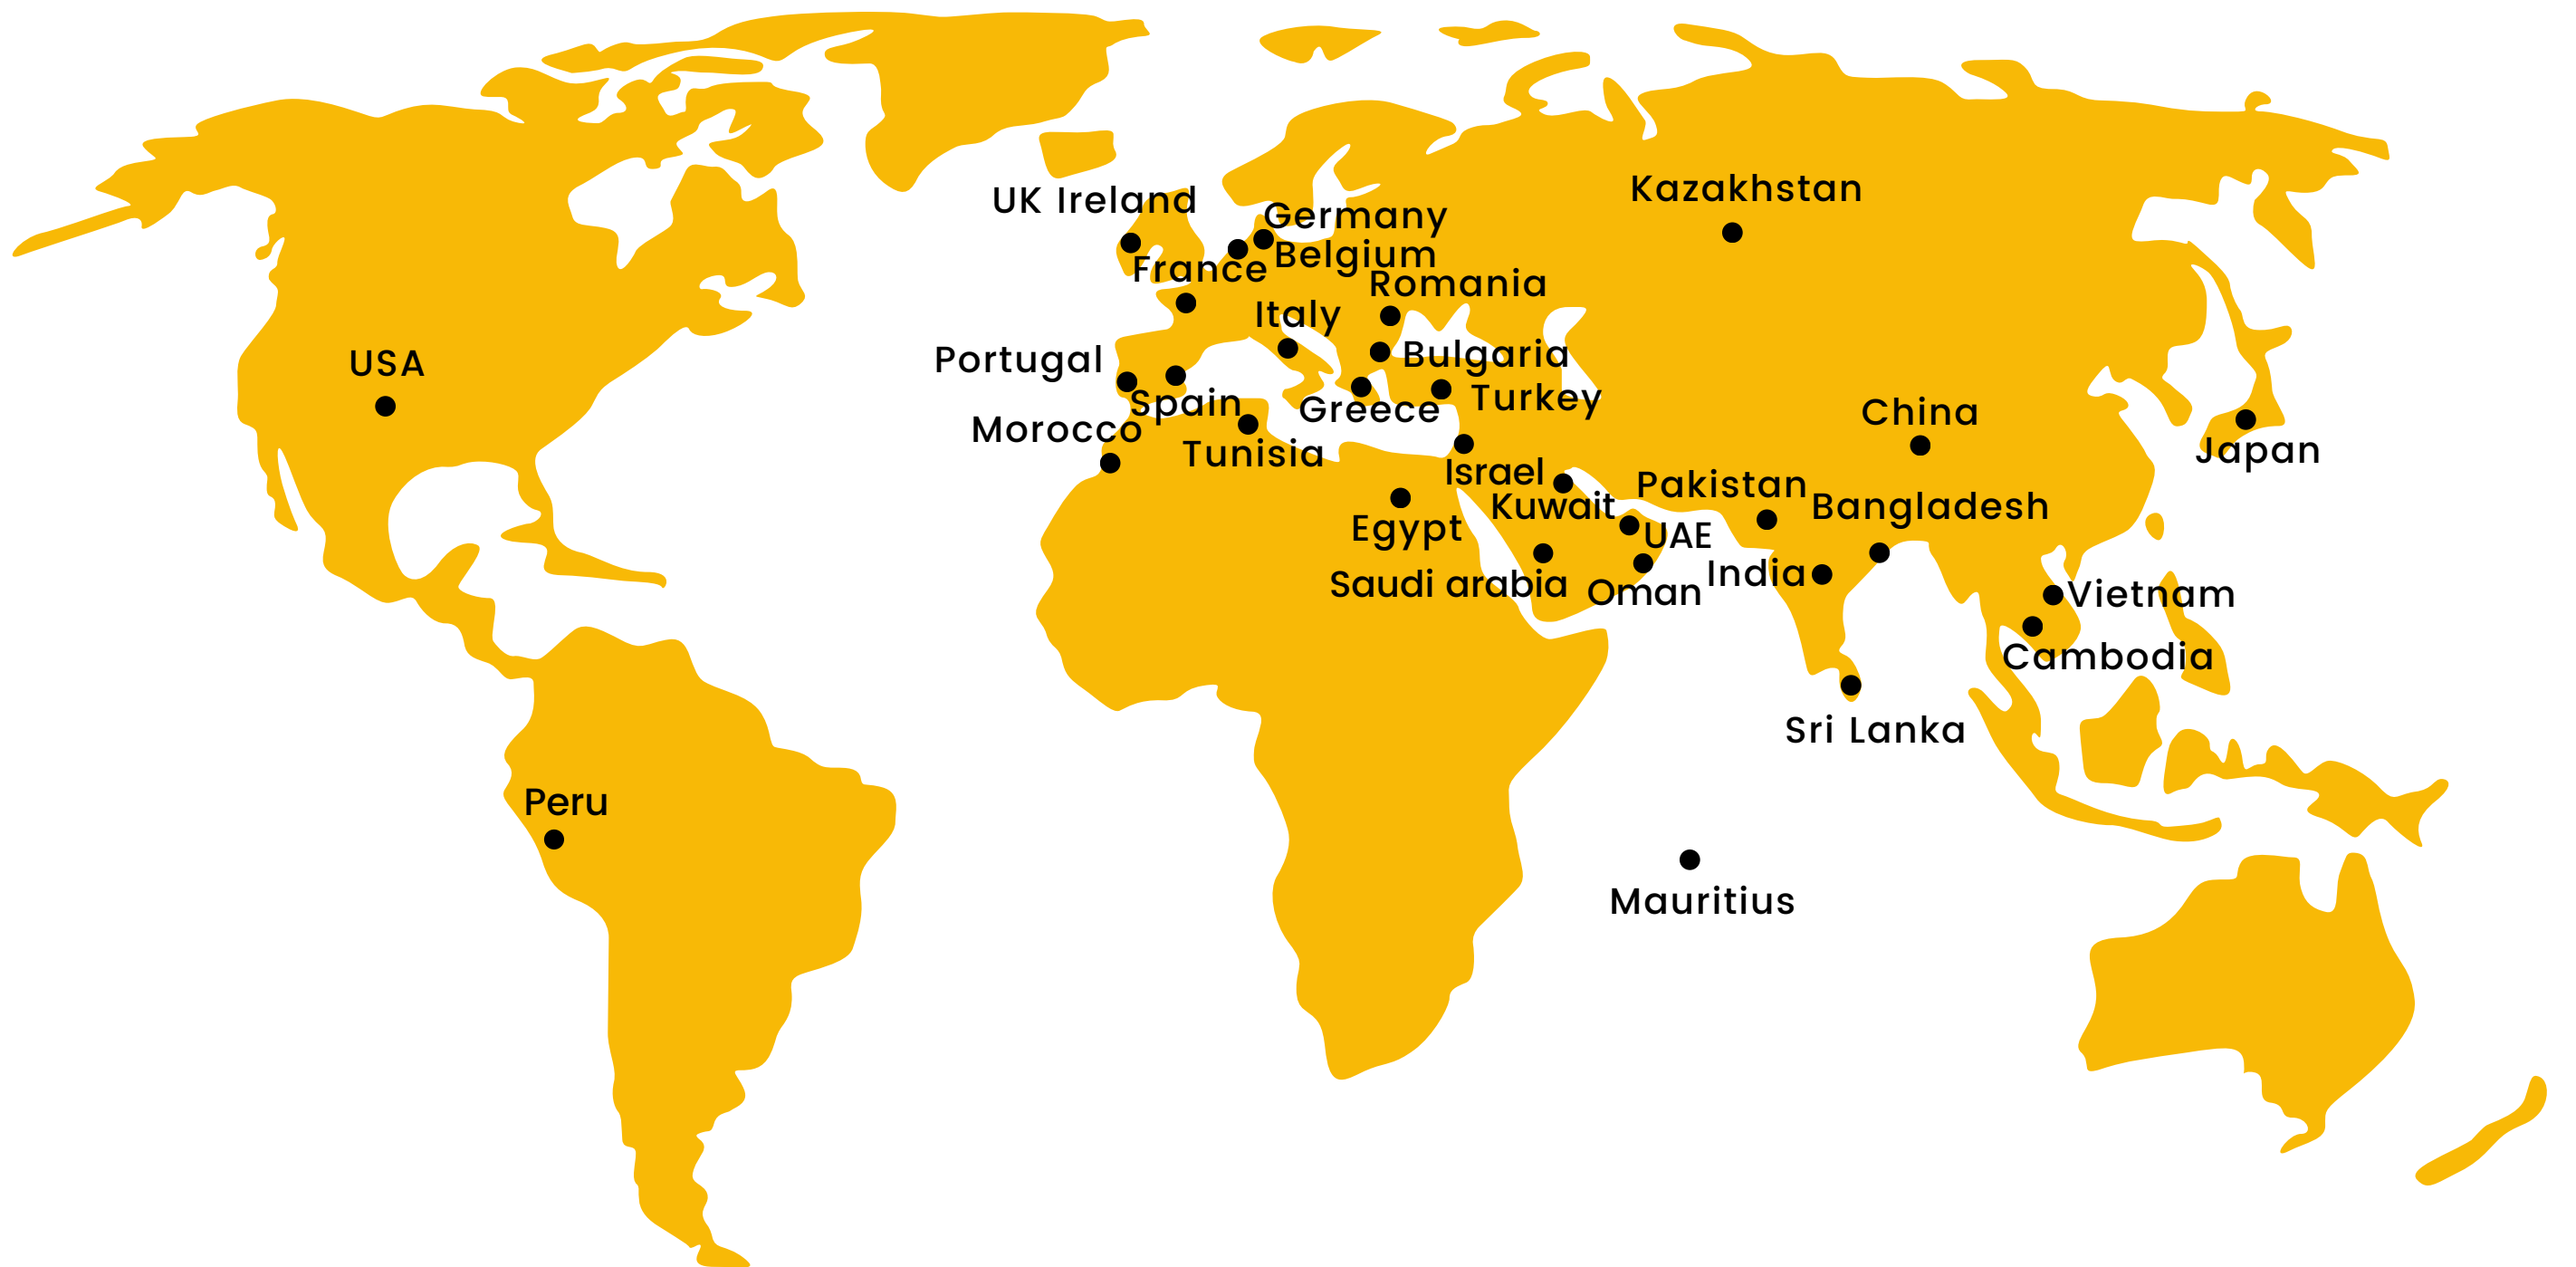 Kazakhstan
UK Ireland
Germany
Belgium
France
Romania
Italy
Bulgaria
Portugal
USA
Turkey
Spain
Greece
China
Morocco
Tunisia
Japan
Israel
Pakistan
Kuwait
Bangladesh
Egypt
UAE
India
Saudi arabia
Oman
Vietnam
Cambodia
Sri Lanka
Peru
Mauritius